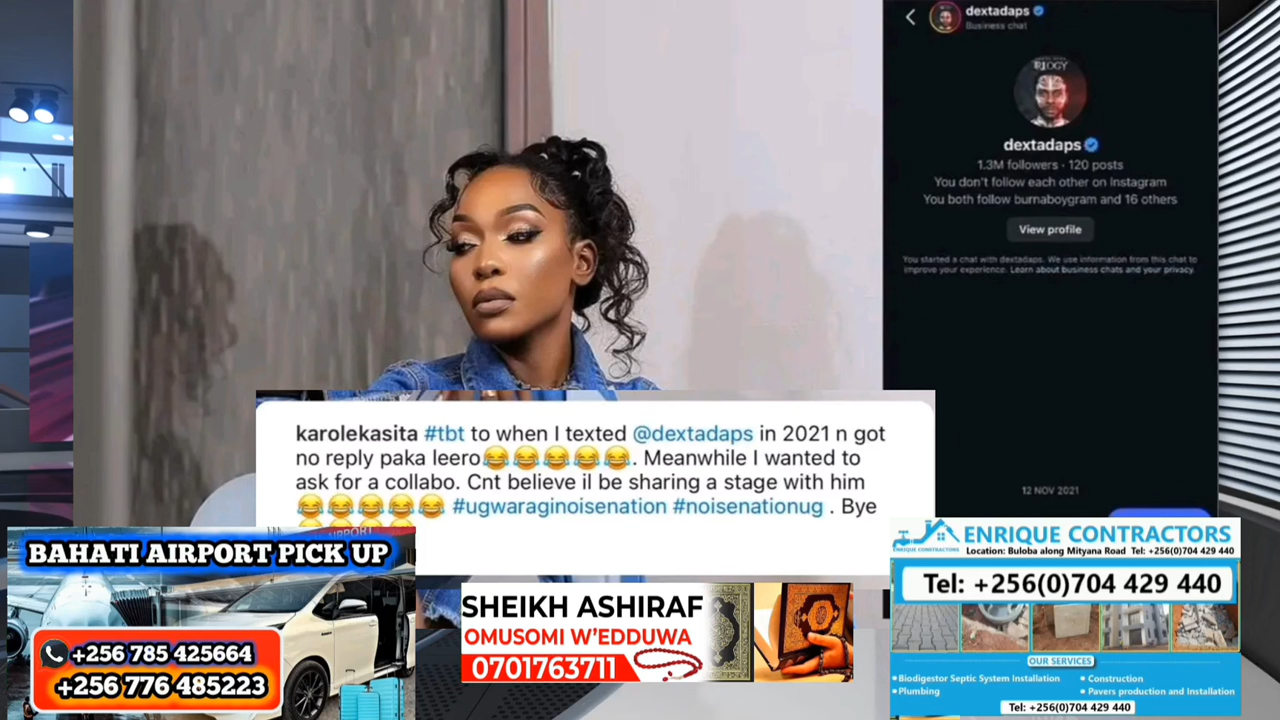 dextadaps
Business chat
RIOGY
dextadaps
1.3M followers · 120 posts
You don't follow each other on Instagram
You both follow burnaboygram and 16 others
View profile
You started a chat with dextadaps. We use information from this chat to
improve your experience. Learn about business chats and your privacy.
12 NOV 2021
karolekasita #tbt to when I texted @dextadaps in 2021 n got
no reply paka leero😂😂😂😂😂. Meanwhile I wanted to
ask for a collabo. Cnt believe il be sharing a stage with him
😂😂😂😂😂 #ugwaraginoisenation #noisenationug . Bye
BAHATI AIRPORT PICK UP
+256 785 425664
+256 776 485223
SHEIKH ASHIRAF
OMUSOMI W'EDDUWA
0701763711
ENRIQUE CONTRACTORS
ENRIQUE CONSTRACTORS
Location: Buloba along Mityana Road Tel: +256(0)704 429 440
Tel: +256(0)704 429 440
OUR SERVICES
• Biodigestor Septic System Installation
• Plumbing
• Construction
• Pavers production and Installation
Tel: +256(0)704 429 440